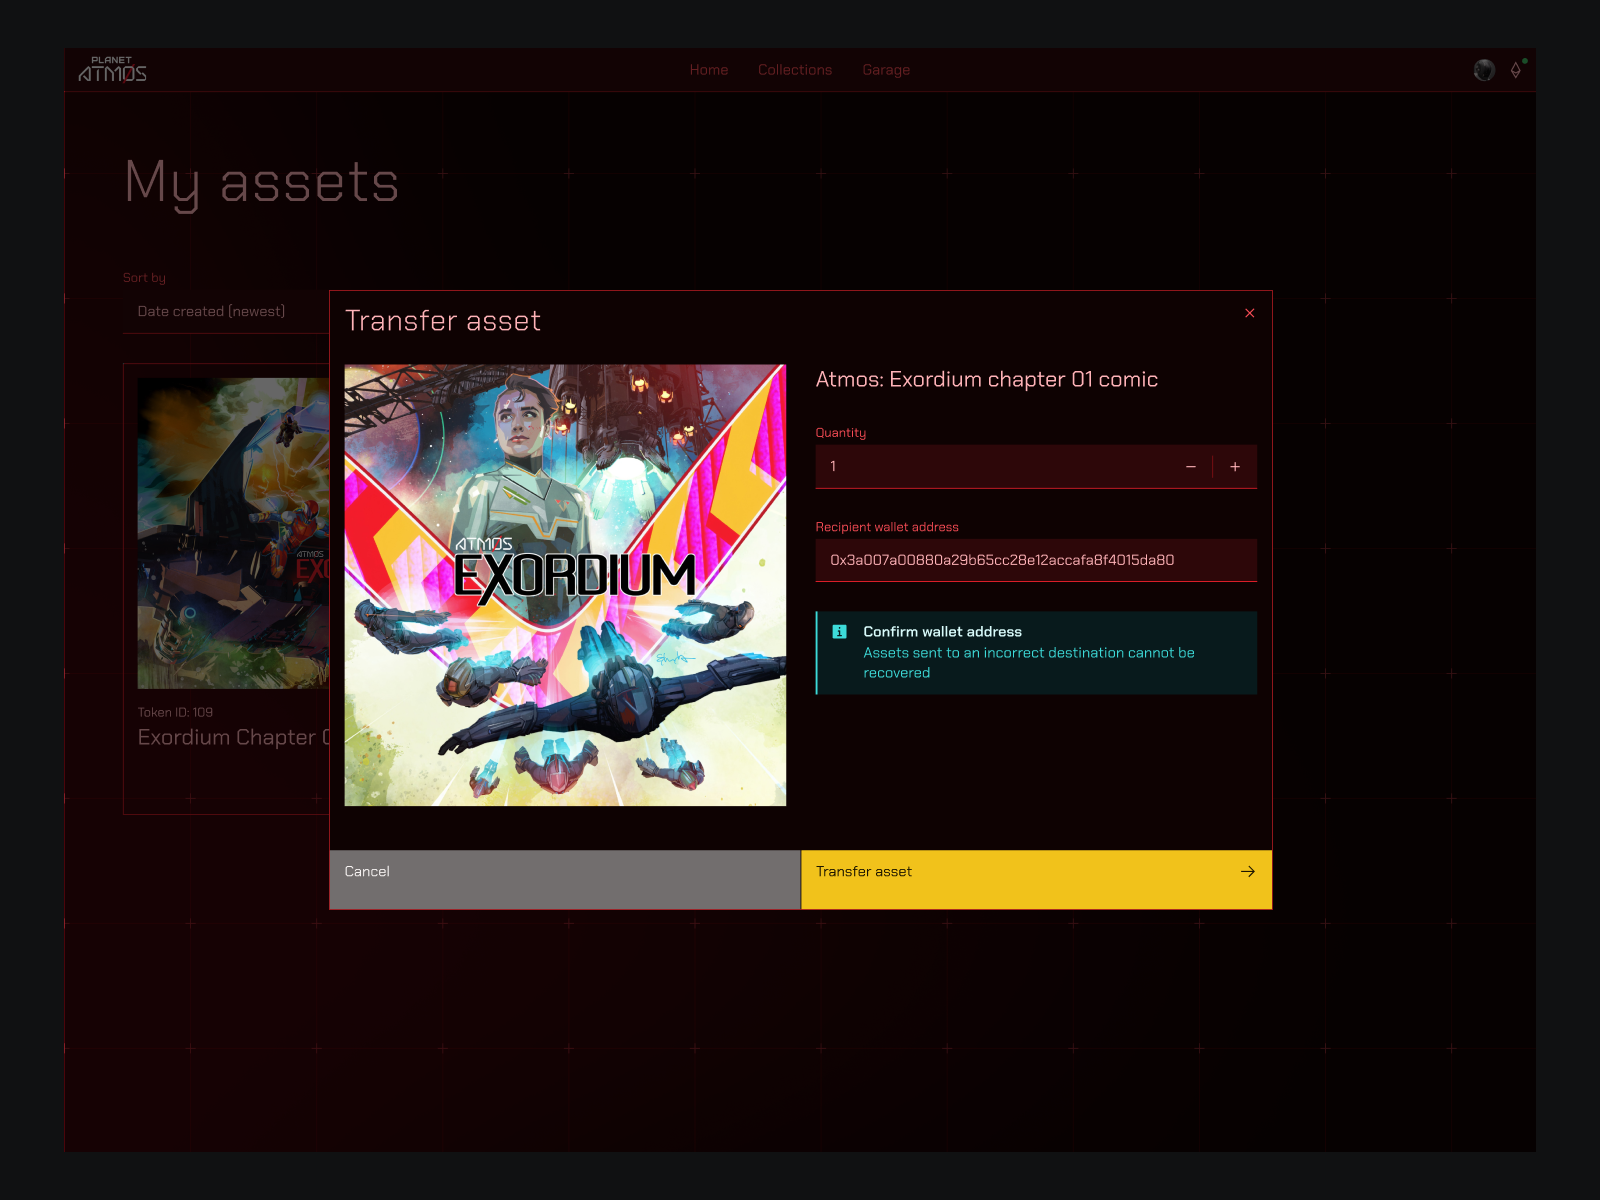 PLANET
ATMOS
Home
Collections
Garage
My assets
Sort by
Date created (newest)
Token ID: 109
Exordium Chapter
ATMOS
Transfer asset
ATMOS
EXORDIUM
Atmos: Exordium chapter 01 comic
Quantity
1
Recipient wallet address
0x3a007a00880a29b65cc28e12accafa8f4015da80
Confirm wallet address
Assets sent to an incorrect destination cannot be
recovered
Cancel
Transfer asset